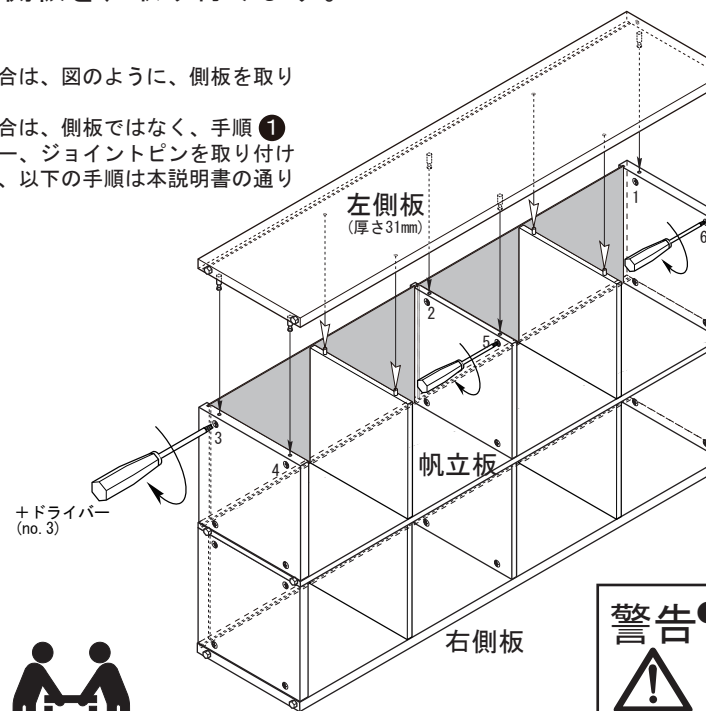 合は、図のように、側板を取り
合は、側板ではなく、手順 ❶
ー、ジョイントピンを取り付け
、以下の手順は本説明書の通り
左側板
(厚さ31mm)
1
6
2
5
3
4
帆立板
+ドライバー
(no. 3)
右側板
警告